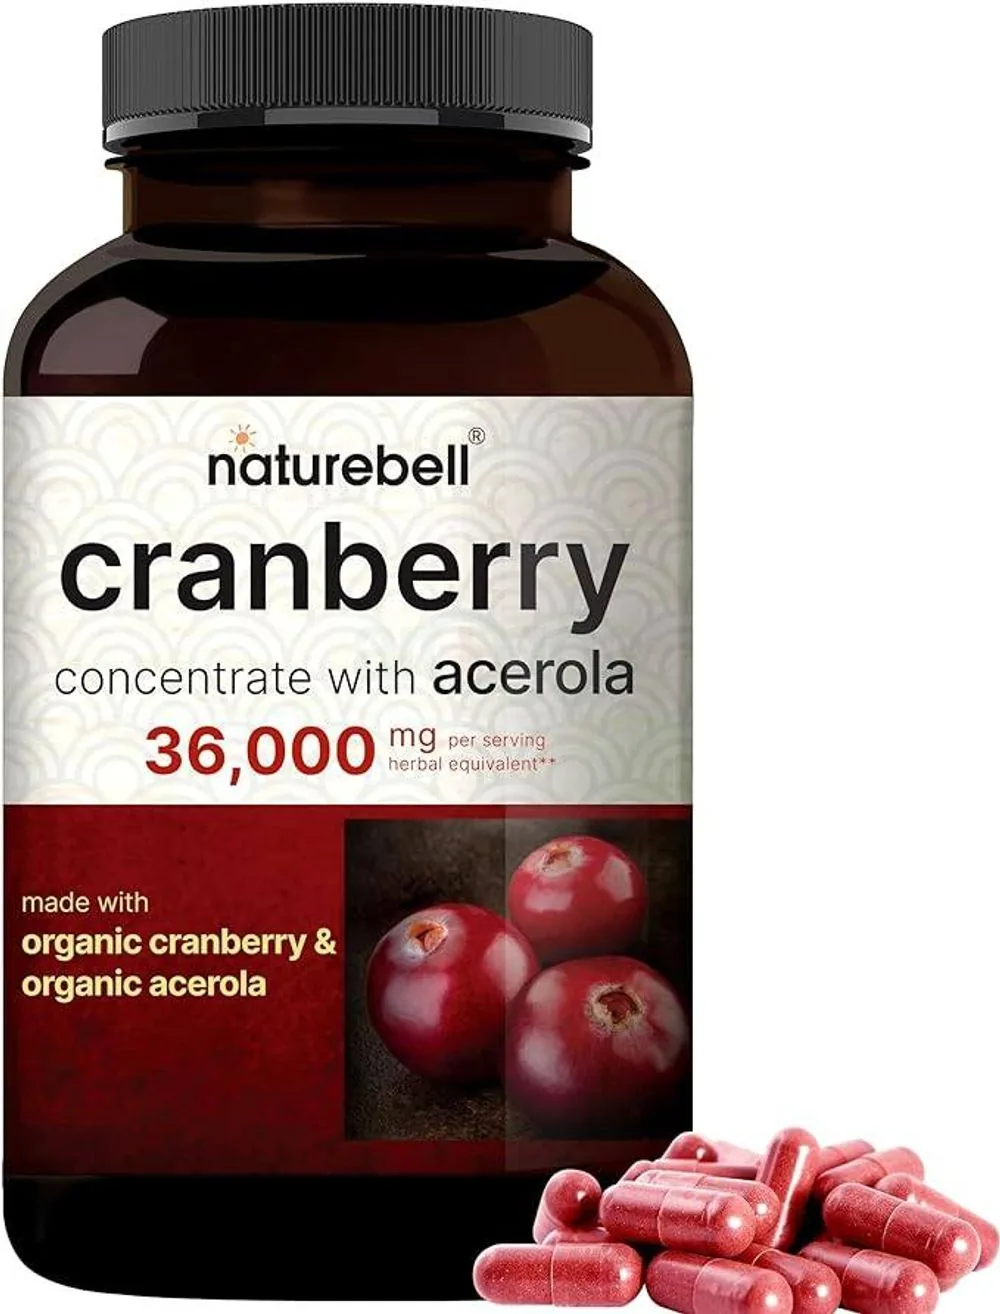 naturebell®
cranberry
concentrate with acerola
36,000 mg per serving
herbal equivalent**
made with
organic cranberry &
organic acerola